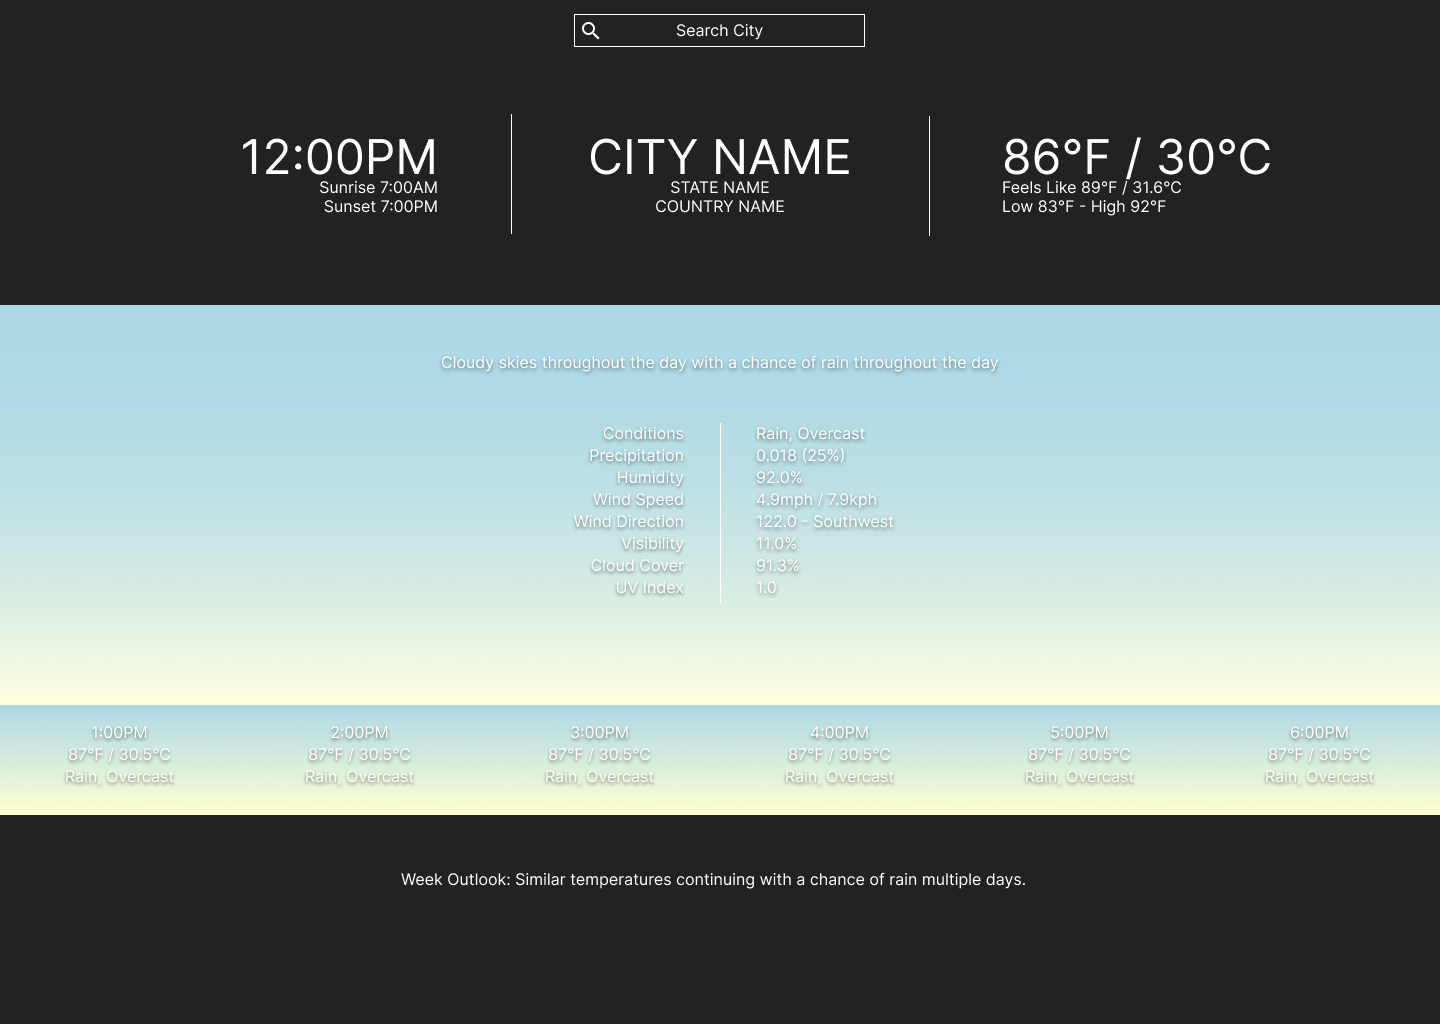 Search City
12:00PM
Sunrise 7:00AM
Sunset 7:00PM
CITY NAME
STATE NAME
COUNTRY NAME
86°F / 30°C
Feels Like 89°F / 31.6°C
Low 83°F - High 92°F
Cloudy skies throughout the day with a chance of rain throughout the day
Conditions Rain, Overcast
Precipitation 0.018 (25%)
Humidity 92.0%
Wind Speed 4.9mph / 7.9kph
Wind Direction 122.0 - Southwest
Visibility 11.0%
Cloud Cover 91.3%
UV Index 1.0
1:00PM
87°F / 30.5°C
Rain, Overcast
2:00PM
87°F / 30.5°C
Rain, Overcast
3:00PM
87°F / 30.5°C
Rain, Overcast
4:00PM
87°F / 30.5°C
Rain, Overcast
5:00PM
87°F / 30.5°C
Rain, Overcast
6:00PM
87°F / 30.5°C
Rain, Overcast
Week Outlook: Similar temperatures continuing with a chance of rain multiple days.